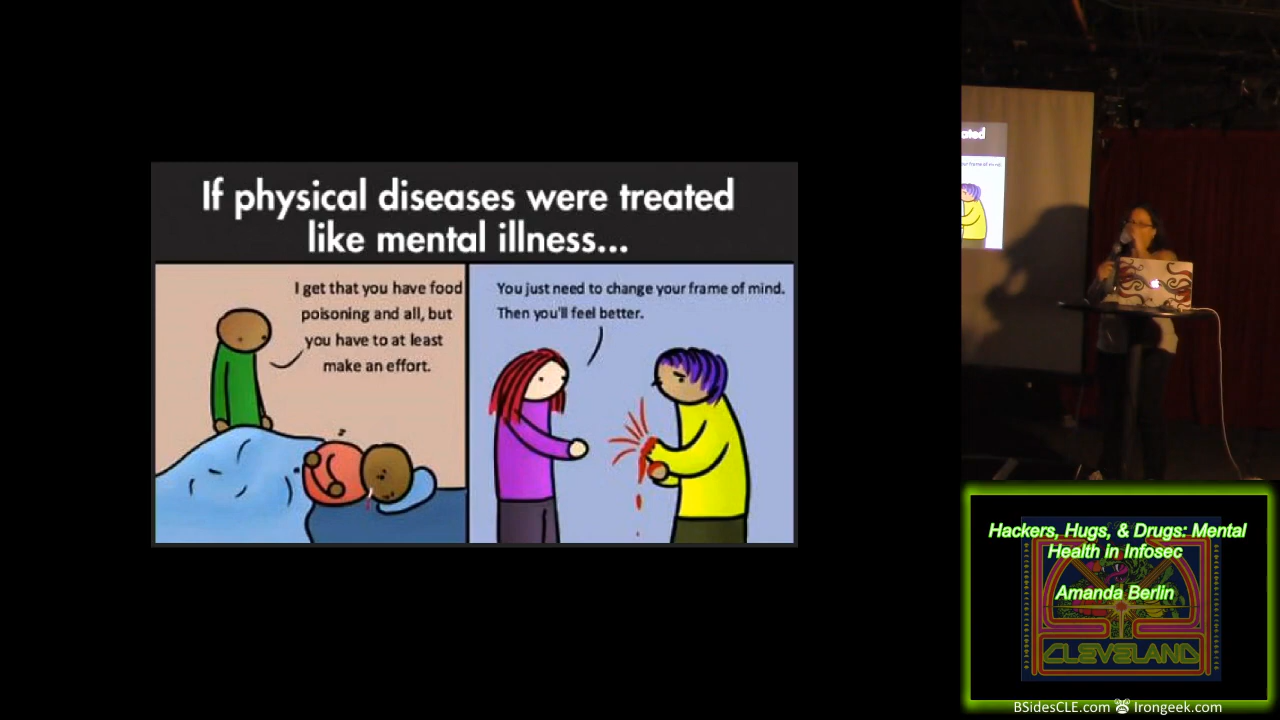 If physical diseases were treated
like mental illness...
I get that you have food
poisoning and all, but
you have to at least
make an effort.
You just need to change your frame of mind.
Then you'll feel better.
Hackers, Hugs, & Drugs: Mental
Health in Infosec
Amanda Berlin
CLEVELAND
BSidesCLE.com Irongeek.com